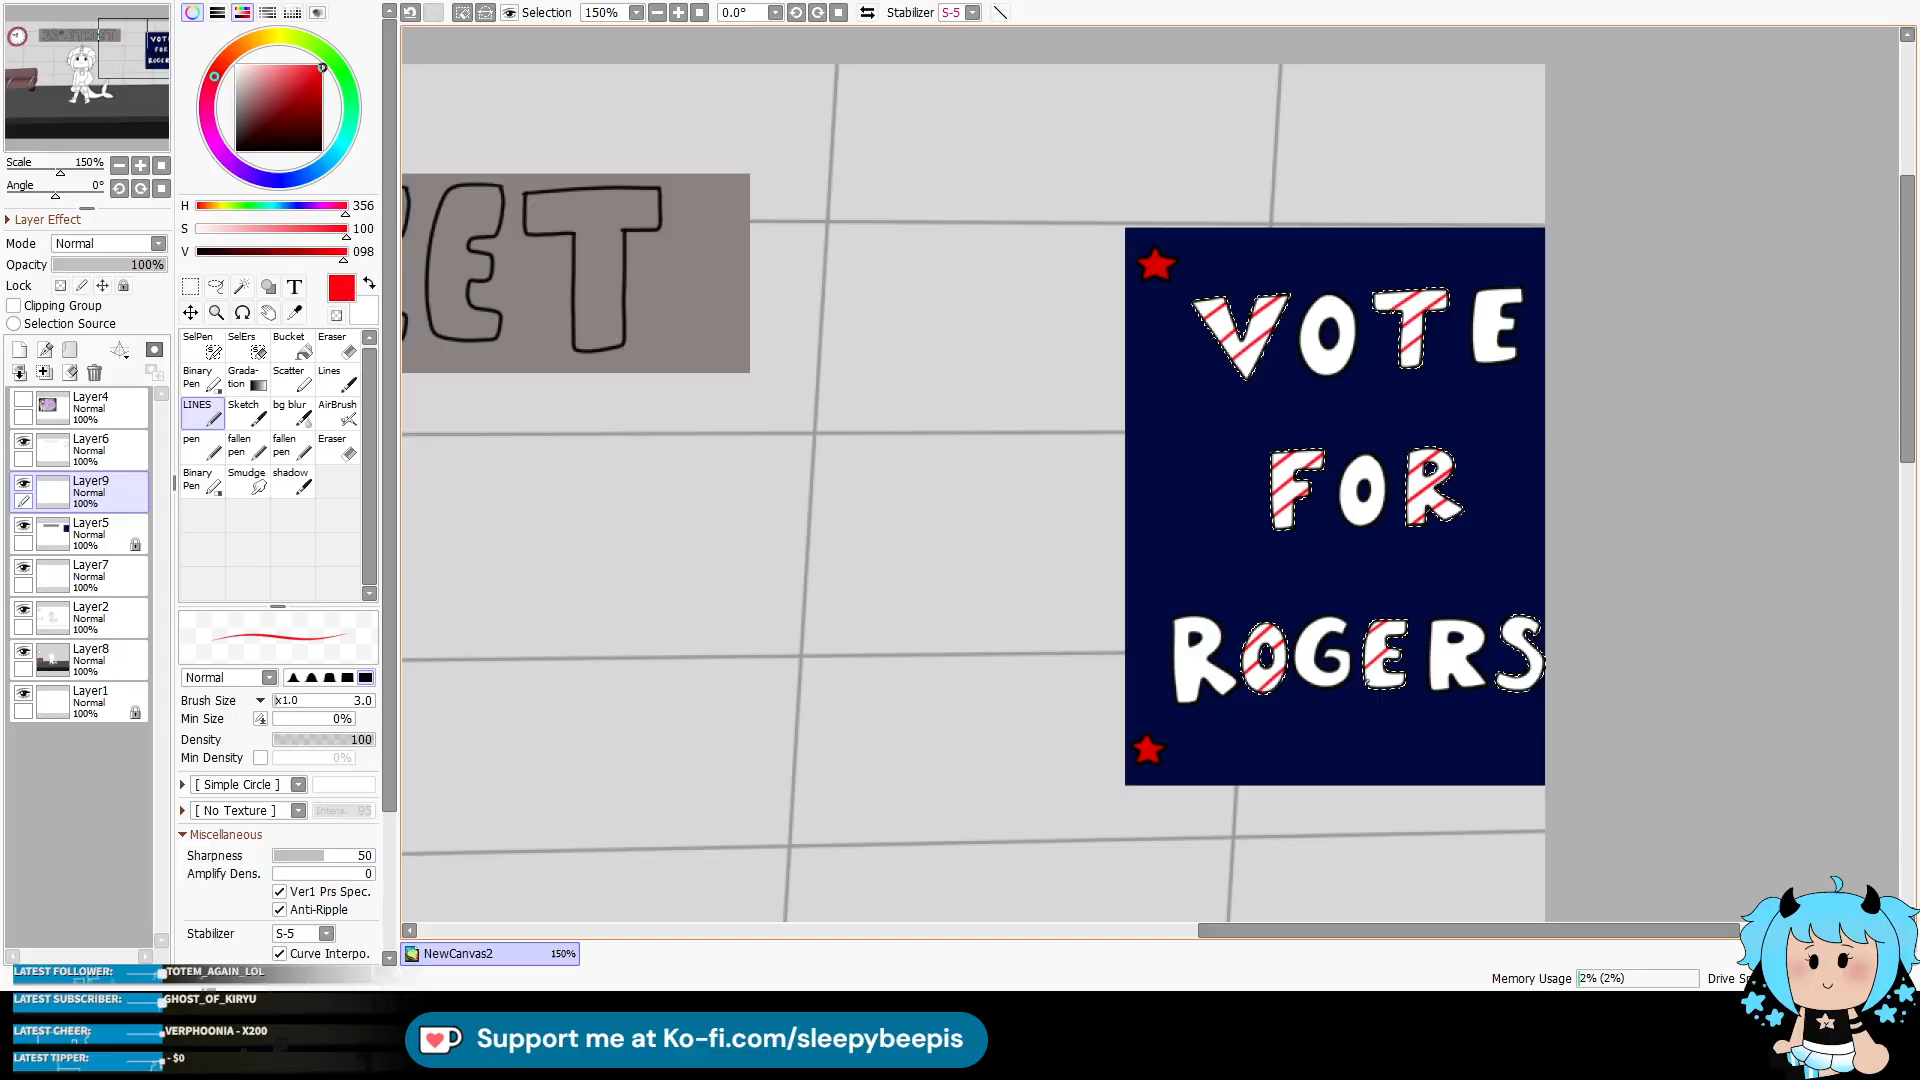 Selection 150% 0.0° Stabilizer S-5
VOTE
FOR
ROGERS
Scale 150%
Angle 0°
Layer Effect
Mode Normal
Opacity 100%
Lock
Clipping Group
Selection Source
Layer4
Normal
100%
Layer6
Normal
100%
Layer9
Normal
100%
Layer5
Normal
100%
Layer7
Normal
100%
Layer2
Normal
100%
Layer8
Normal
100%
Layer1
Normal
100%
H 356
S 100
V 098
T
SelPen SelErs Bucket Eraser
Binary Pen Grada-tion Scatter Lines
LINES Sketch bg blur AirBrush
pen fallen pen fallen pen Eraser
Binary Pen Smudge shadow
Normal
Brush Size x1.0 3.0
Min Size 0%
Density 100
Min Density 0%
[ Simple Circle ]
[ No Texture ] Intens. 95
Miscellaneous
Sharpness 50
Amplify Dens. 0
Ver1 Prs Spec.
Anti-Ripple
Stabilizer S-5
Curve Interpo.
ET
VOTE
FOR
ROGERS
NewCanvas2 150%
Memory Usage 2% (2%) Drive
LATEST FOLLOWER: TOTEM_AGAIN_LOL
LATEST SUBSCRIBER: GHOST_OF_KIRYU
LATEST CHEER: VERPHOONIA - X200
LATEST TIPPER: - $0
Support me at Ko-fi.com/sleepybeepis